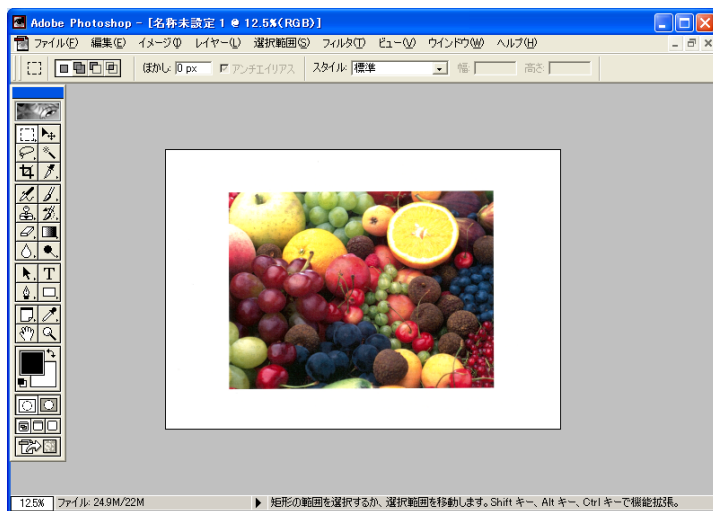 Adobe Photoshop - [名称未設定 1 @ 12.5%(RGB)]
ファイル(F) 編集(E) イメージ(I) レイヤー(L) 選択範囲(S) フィルタ(T) ビュー(V) ウインドウ(W) ヘルプ(H)
ぼかし: 0 px アンチエイリアス スタイル: 標準 幅: 高さ:
T
12.5% ファイル: 24.9M/22M 矩形の範囲を選択するか、選択範囲を移動します。Shift キー、Alt キー、Ctrl キーで機能拡張。